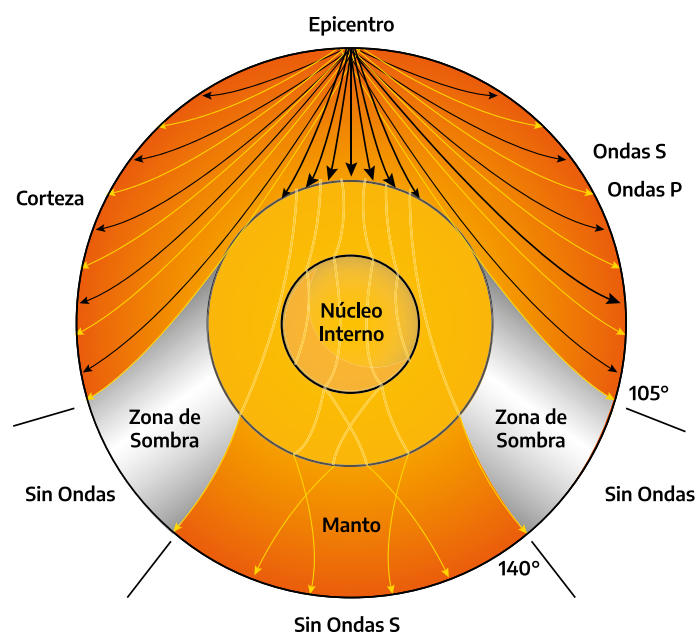 Epicentro
Ondas S
Ondas P
Corteza
Núcleo
Interno
105°
Zona de
Sombra
Zona de
Sombra
Sin Ondas
Sin Ondas
Manto
140°
Sin Ondas S